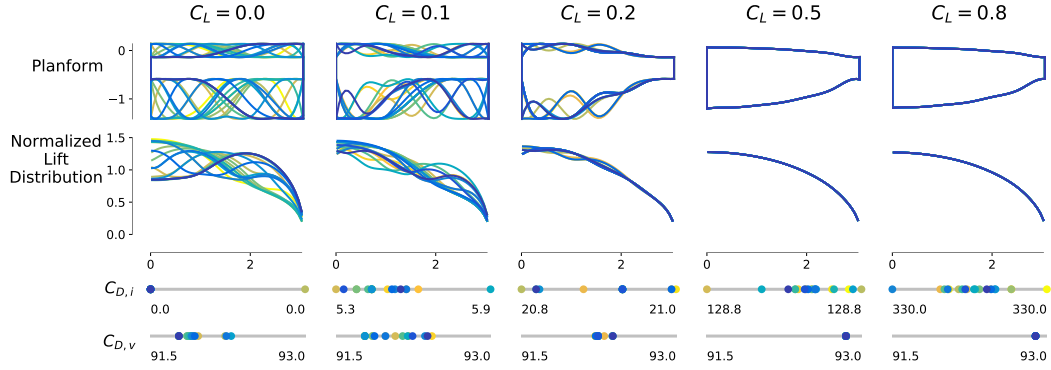 C_L = 0.0 C_L = 0.1 C_L = 0.2 C_L = 0.5 C_L = 0.8
Planform
0
−1
Normalized
Lift
Distribution
1.5
1.0
0.5
0.0
0 2 0 2 0 2 0 2 0 2
C_{D,i}
0.0 0.0 5.3 5.9 20.8 21.0 128.8 128.8 330.0 330.0
C_{D,v}
91.5 93.0 91.5 93.0 91.5 93.0 91.5 93.0 91.5 93.0